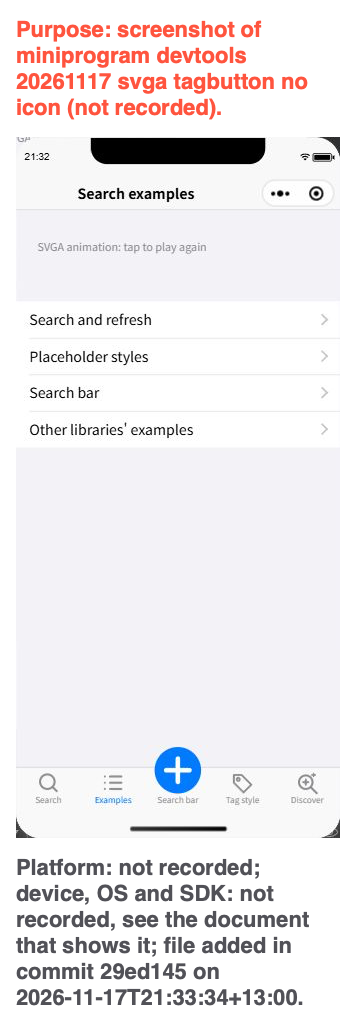 Purpose: screenshot of
miniprogram devtools
20261117 svga tagbutton no
icon (not recorded).
GA
21:32
Search examples
SVGA animation: tap to play again
Search and refresh
Placeholder styles
Search bar
Other libraries' examples
Search
Examples
Search bar
Tag style
Discover
Platform: not recorded;
device, OS and SDK: not
recorded, see the document
that shows it; file added in
commit 29ed145 on
2026-11-17T21:33:34+13:00.